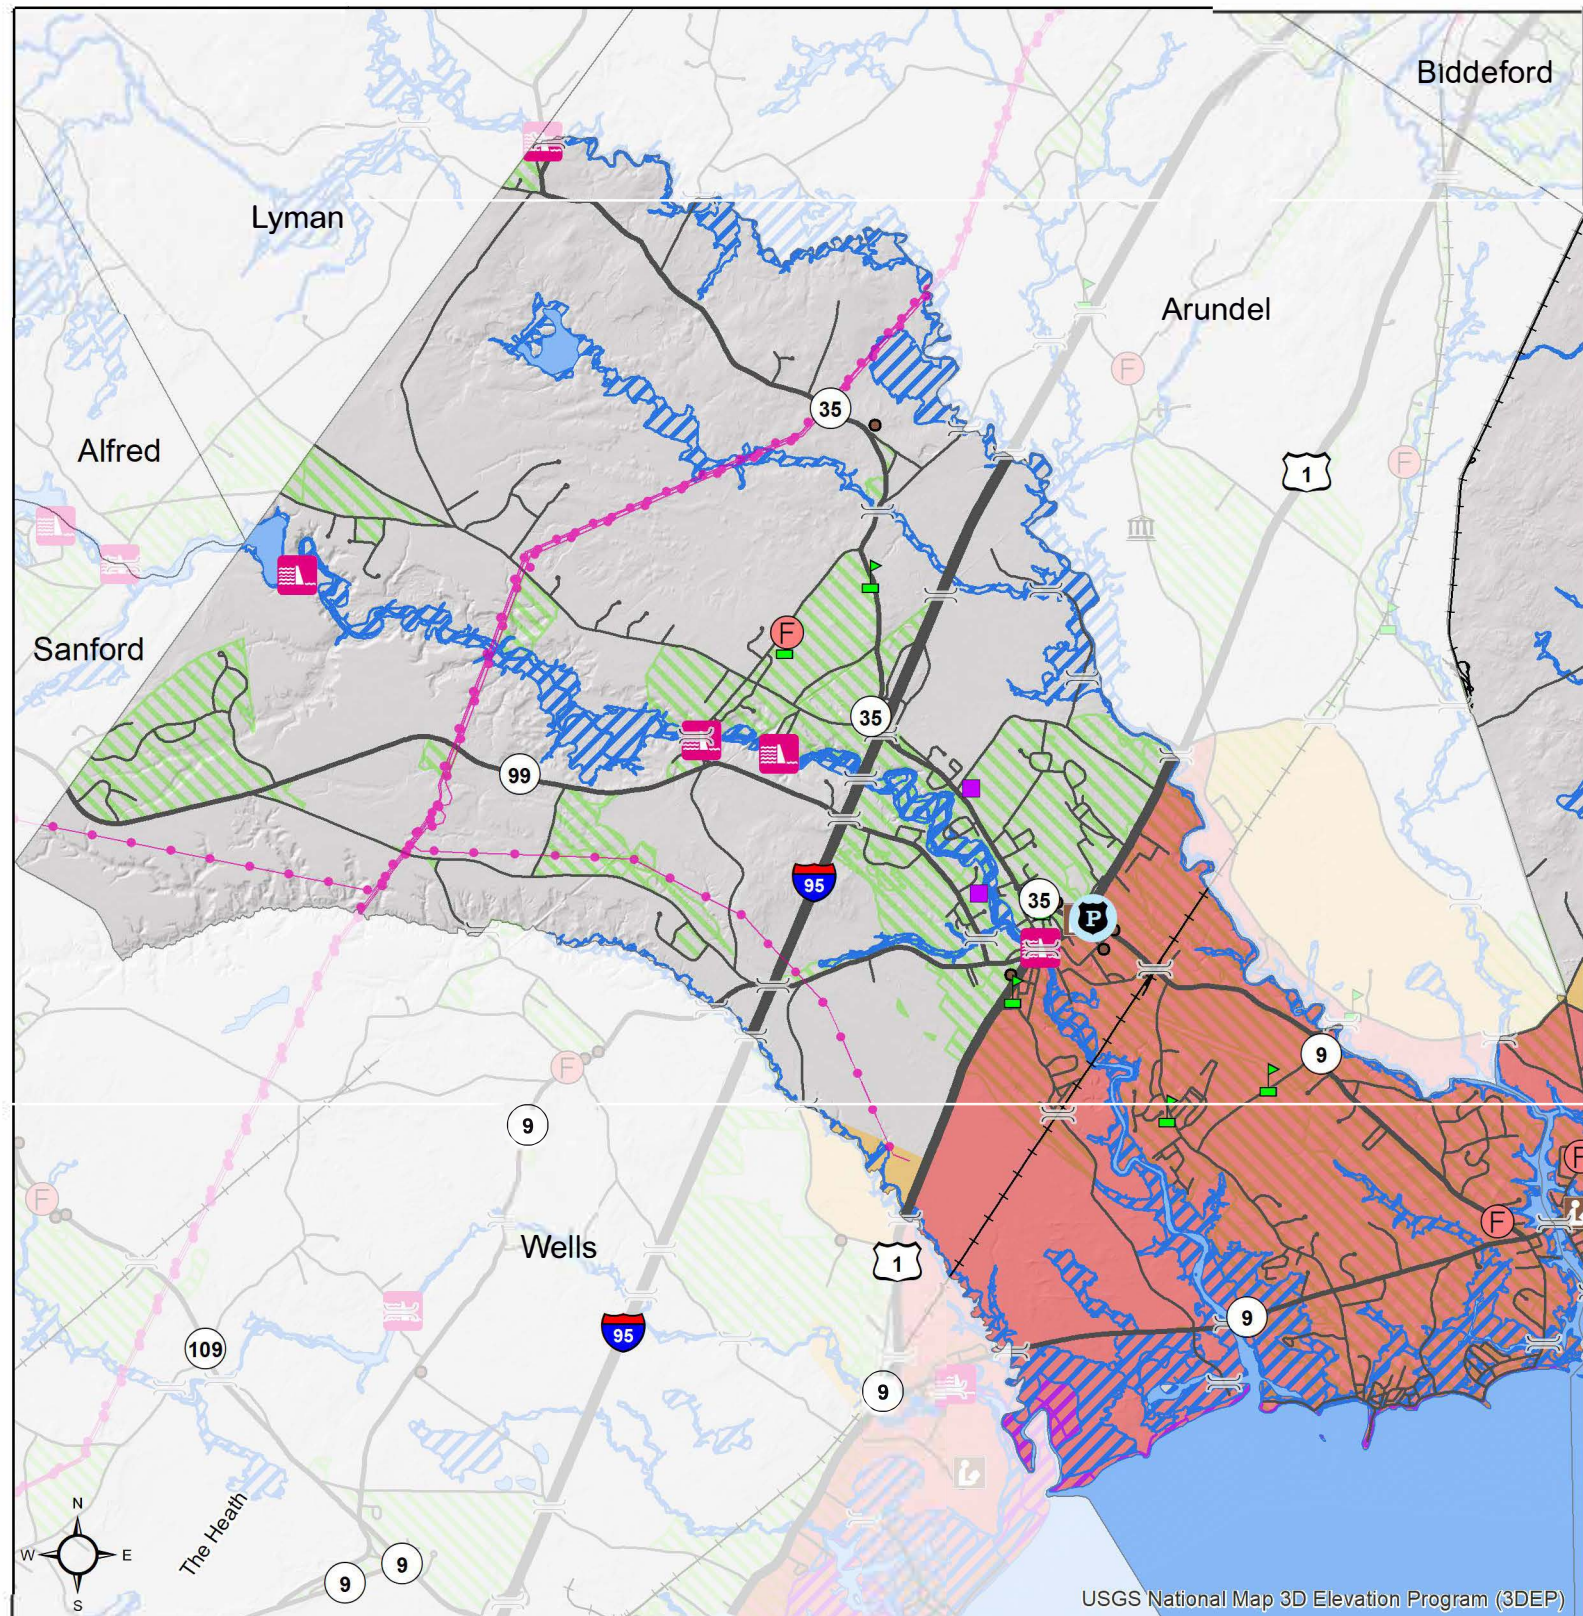 Biddeford
Lyman
Arundel
F
35
Alfred
1
F
F
Sanford
35
99
95
35
P
9
F
9
F
F
F
Wells
1
95
9
109
9
N
W E
S
The Heath
9
9
USGS National Map 3D Elevation Program (3DEP)